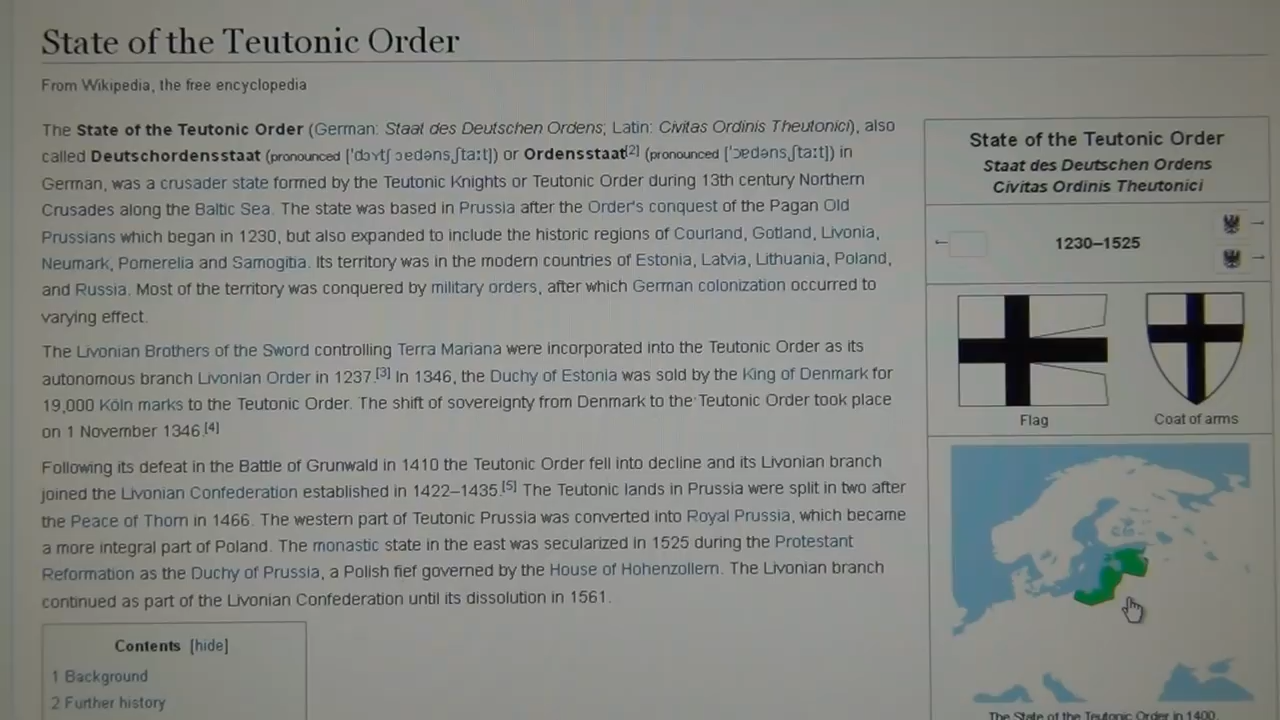 State of the Teutonic Order
From Wikipedia, the free encyclopedia
The State of the Teutonic Order (German: Staat des Deutschen Ordens; Latin: Civitas Ordinis Theutonici), also
called Deutschordensstaat (pronounced ['dɔʏtʃ ɔɐdənsˌʃtaːt]) or Ordensstaat[2] (pronounced ['ɔɐdənsˌʃtaːt]) in
German, was a crusader state formed by the Teutonic Knights or Teutonic Order during 13th century Northern
Crusades along the Baltic Sea. The state was based in Prussia after the Order's conquest of the Pagan Old
Prussians which began in 1230, but also expanded to include the historic regions of Courland, Gotland, Livonia,
Neumark, Pomerelia and Samogitia. Its territory was in the modern countries of Estonia, Latvia, Lithuania, Poland,
and Russia. Most of the territory was conquered by military orders, after which German colonization occurred to
varying effect.
The Livonian Brothers of the Sword controlling Terra Mariana were incorporated into the Teutonic Order as its
autonomous branch Livonian Order in 1237.[3] In 1346, the Duchy of Estonia was sold by the King of Denmark for
19,000 Köln marks to the Teutonic Order. The shift of sovereignty from Denmark to the Teutonic Order took place
on 1 November 1346.[4]
Following its defeat in the Battle of Grunwald in 1410 the Teutonic Order fell into decline and its Livonian branch
joined the Livonian Confederation established in 1422–1435.[5] The Teutonic lands in Prussia were split in two after
the Peace of Thorn in 1466. The western part of Teutonic Prussia was converted into Royal Prussia, which became
a more integral part of Poland. The monastic state in the east was secularized in 1525 during the Protestant
Reformation as the Duchy of Prussia, a Polish fief governed by the House of Hohenzollern. The Livonian branch
continued as part of the Livonian Confederation until its dissolution in 1561.
Contents [hide]
1 Background
2 Further history
State of the Teutonic Order
Staat des Deutschen Ordens
Civitas Ordinis Theutonici
← 1230–1525 →
→
Flag
Coat of arms
The State of the Teutonic Order in 1400